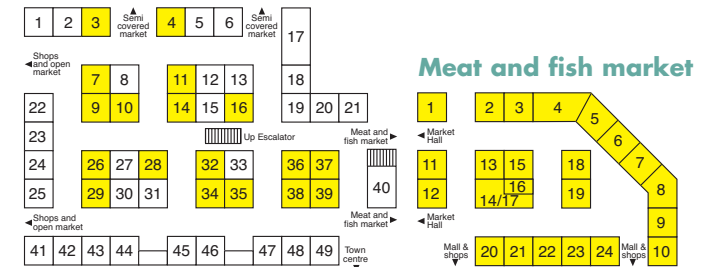 1 2 3 Semi covered market 4 5 6 Semi covered market 17
Shops and open market
7 8 11 12 13 18
9 10 14 15 16 19 20 21
22
23
24
25
Up Escalator
Meat and fish market
26 27 28 32 33 36 37
29 30 31 34 35 38 39
40
Shops and open market
Meat and fish market
41 42 43 44 45 46 47 48 49
Town centre
Meat and fish market
1 2 3 4 5 6 7 8 9 10
Market Hall
11 13 15 18
12 16 14/17 19
Market Hall
Mall & shops
20 21 22 23 24
Mall & shops